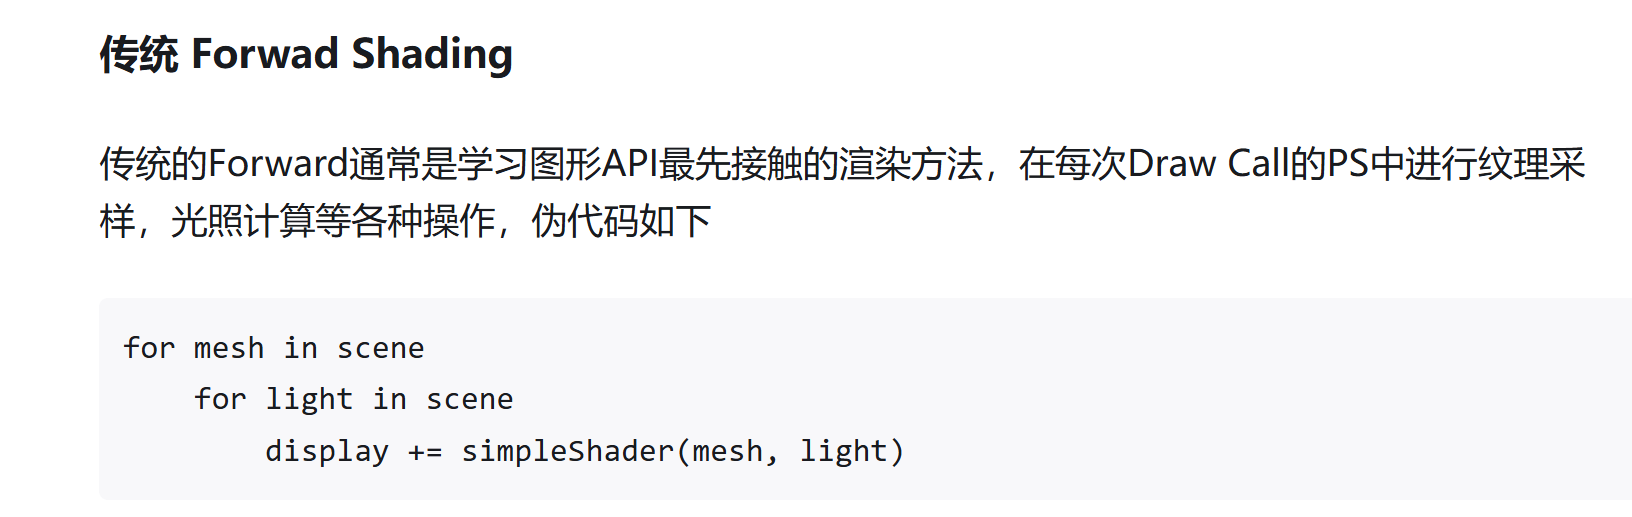 传统 Forwad Shading
传统的Forward通常是学习图形API最先接触的渲染方法，在每次Draw Call的PS中进行纹理采
样，光照计算等各种操作，伪代码如下
for mesh in scene
    for light in scene
        display += simpleShader(mesh, light)